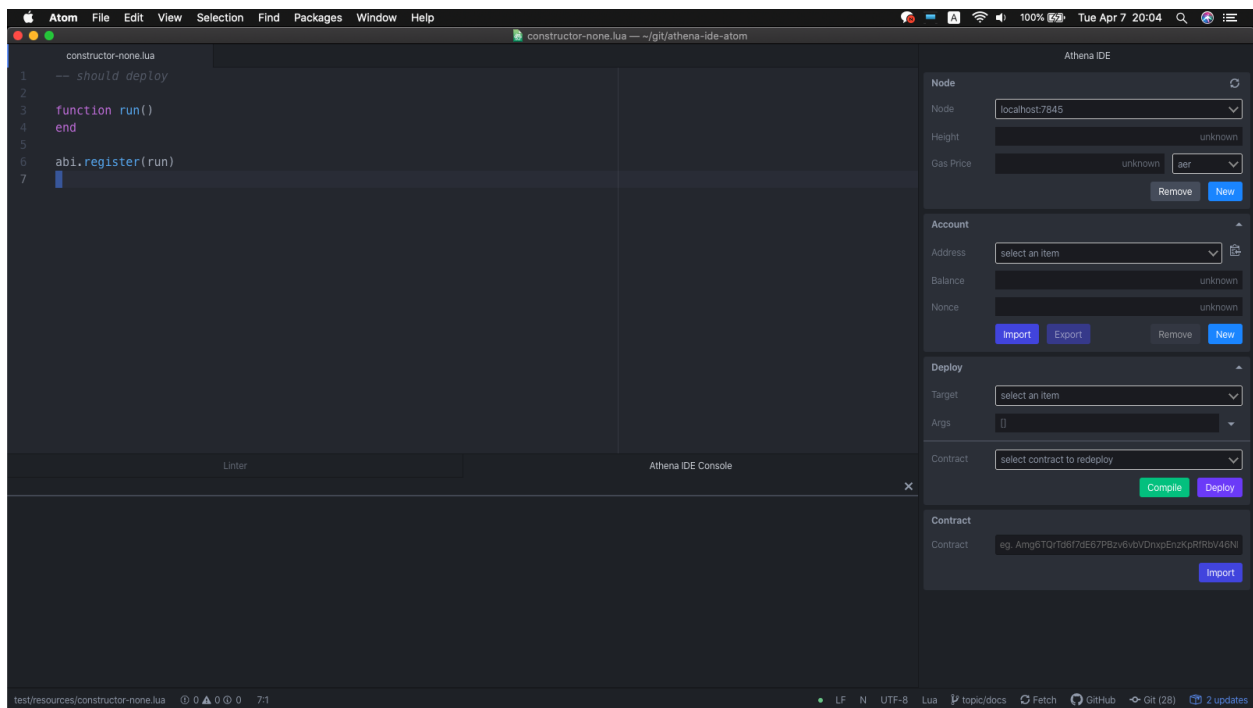 Atom File Edit View Selection Find Packages Window Help A 100% Tue Apr 7 20:04
constructor-none.lua — ~/git/athena-ide-atom
constructor-none.lua
1 -- should deploy
2
3 function run()
4 end
5
6 abi.register(run)
7
Linter Athena IDE Console
Athena IDE
Node
Node localhost:7845
Height unknown
Gas Price unknown aer
Remove New
Account
Address select an item
Balance unknown
Nonce unknown
Import Export Remove New
Deploy
Target select an item
Args []
Contract select contract to redeploy
Compile Deploy
Contract
Contract eg. Amg6TQrTd6f7dE67PBzv6vbVDnxpEnzKpRfRbV46Nl
Import
test/resources/constructor-none.lua 0 0 0 7:1 LF N UTF-8 Lua topic/docs Fetch GitHub Git (28) 2 updates